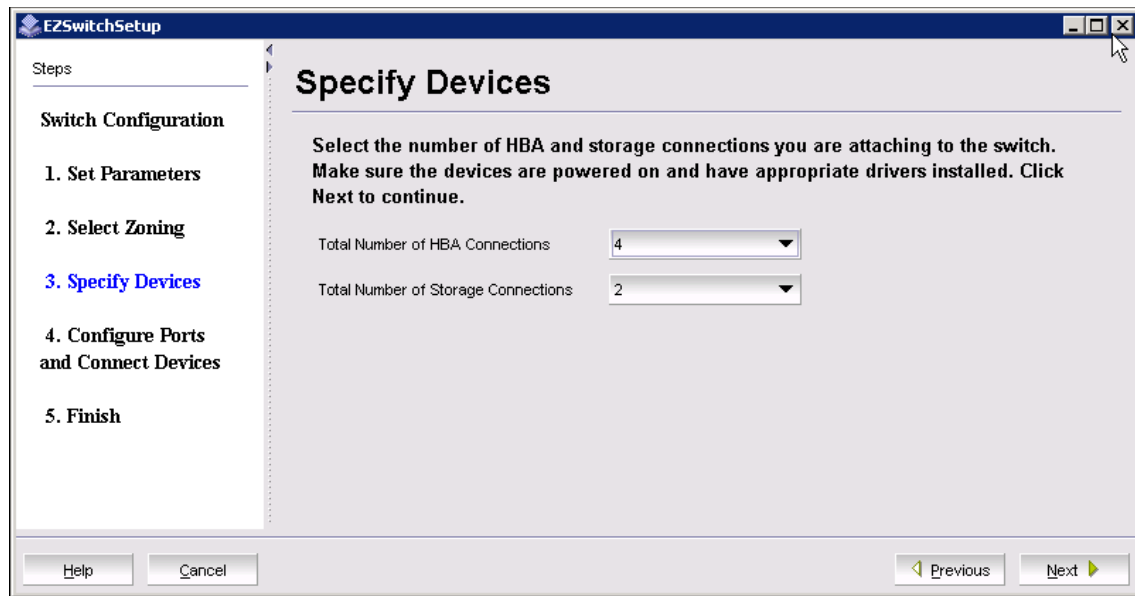 EZSwitchSetup
Steps
Switch Configuration
1. Set Parameters
2. Select Zoning
3. Specify Devices
4. Configure Ports
and Connect Devices
5. Finish
Specify Devices
Select the number of HBA and storage connections you are attaching to the switch.
Make sure the devices are powered on and have appropriate drivers installed. Click
Next to continue.
Total Number of HBA Connections 4
Total Number of Storage Connections 2
Help Cancel Previous Next